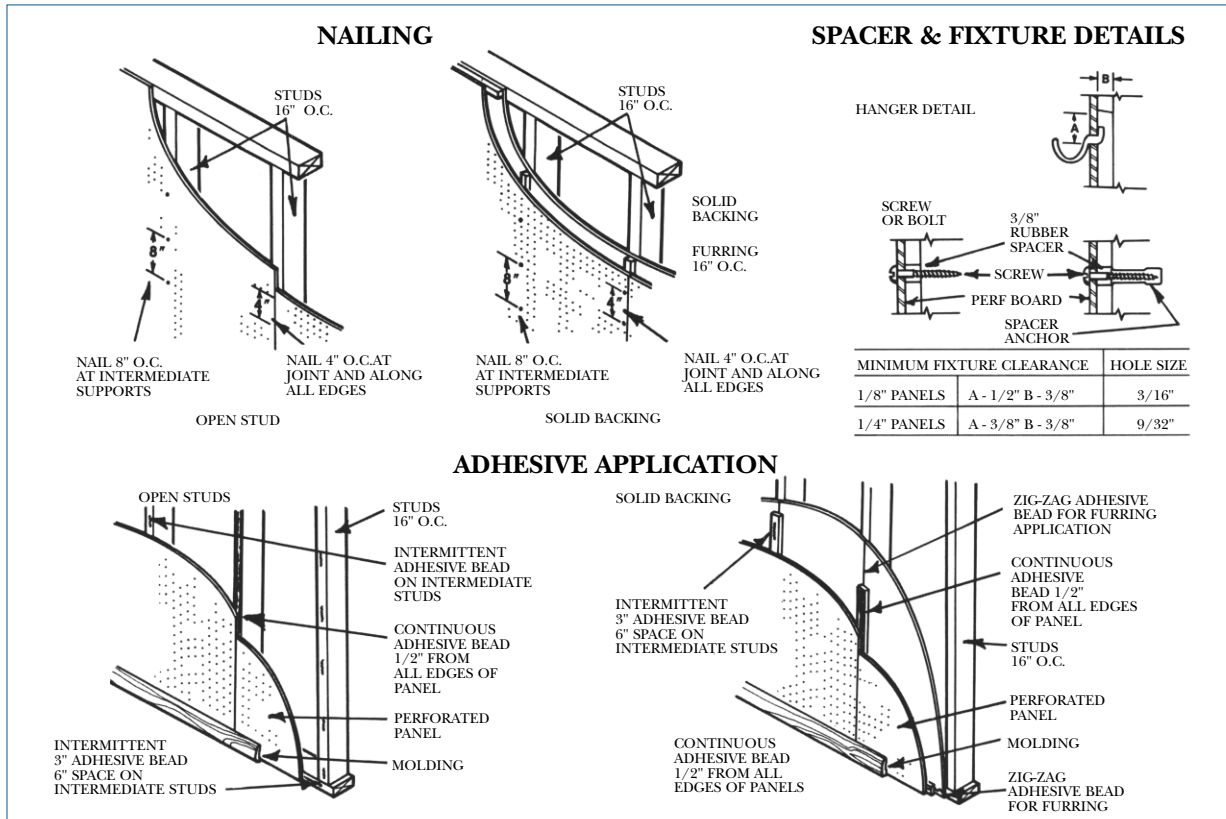 NAILING
STUDS
16" O.C.
8"
4"
NAIL 8" O.C.
AT INTERMEDIATE
SUPPORTS
NAIL 4" O.C.AT
JOINT AND ALONG
ALL EDGES
OPEN STUD
STUDS
16" O.C.
SOLID
BACKING
FURRING
16" O.C.
8"
4"
NAIL 8" O.C.
AT INTERMEDIATE
SUPPORTS
NAIL 4" O.C.AT
JOINT AND ALONG
ALL EDGES
SOLID BACKING
SPACER & FIXTURE DETAILS
HANGER DETAIL
B
A
SCREW
OR BOLT
3/8"
RUBBER
SPACER
SCREW
PERF BOARD
SPACER
ANCHOR
MINIMUM FIXTURE CLEARANCE HOLE SIZE
1/8" PANELS A - 1/2" B - 3/8" 3/16"
1/4" PANELS A - 3/8" B - 3/8" 9/32"
ADHESIVE APPLICATION
OPEN STUDS
STUDS
16" O.C.
INTERMITTENT
ADHESIVE BEAD
ON INTERMEDIATE
STUDS
CONTINUOUS
ADHESIVE BEAD
1/2" FROM
ALL EDGES OF
PANEL
PERFORATED
PANEL
MOLDING
INTERMITTENT
3" ADHESIVE BEAD
6" SPACE ON
INTERMEDIATE STUDS
SOLID BACKING
INTERMITTENT
3" ADHESIVE BEAD
6" SPACE ON
INTERMEDIATE STUDS
CONTINUOUS
ADHESIVE BEAD
1/2" FROM ALL
EDGES OF PANELS
ZIG-ZAG ADHESIVE
BEAD FOR FURRING
APPLICATION
CONTINUOUS
ADHESIVE
BEAD 1/2"
FROM ALL EDGES
OF PANEL
STUDS
16" O.C.
PERFORATED
PANEL
MOLDING
ZIG-ZAG
ADHESIVE BEAD
FOR FURRING